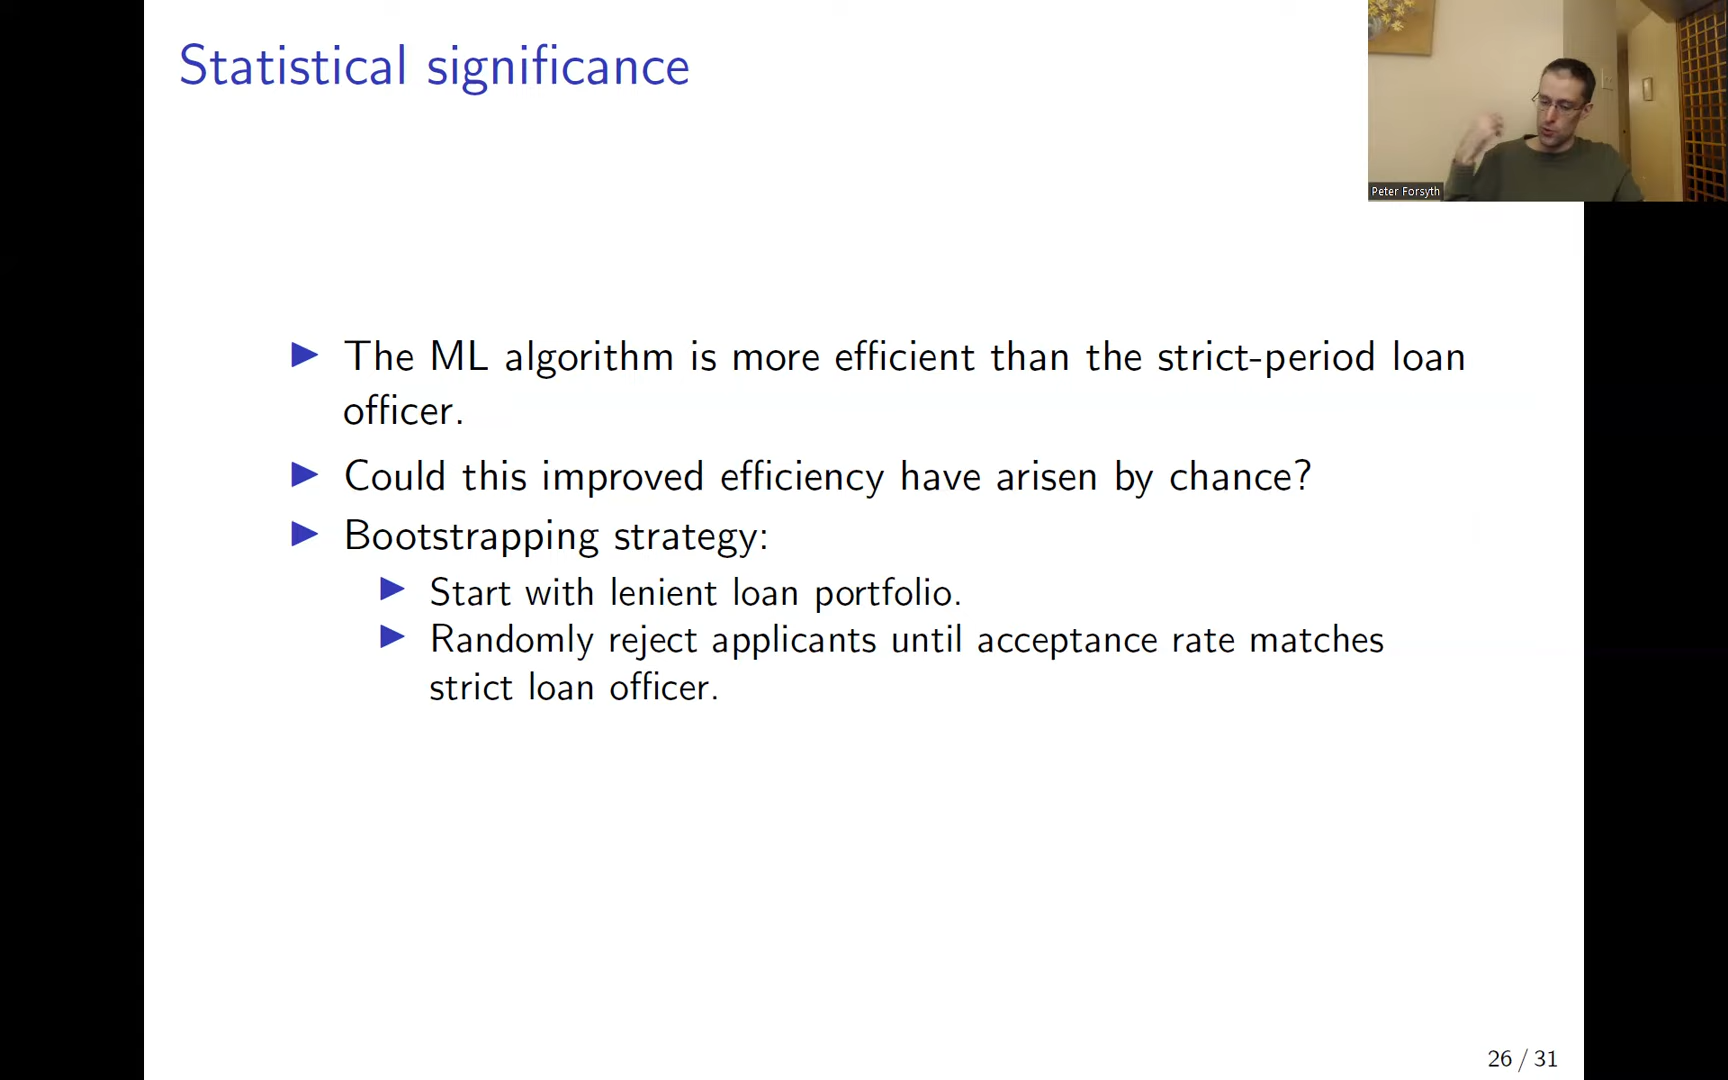 Statistical significance
Peter Forsyth
▶ The ML algorithm is more efficient than the strict-period loan
officer.
▶ Could this improved efficiency have arisen by chance?
▶ Bootstrapping strategy:
▶ Start with lenient loan portfolio.
▶ Randomly reject applicants until acceptance rate matches
strict loan officer.
26 / 31